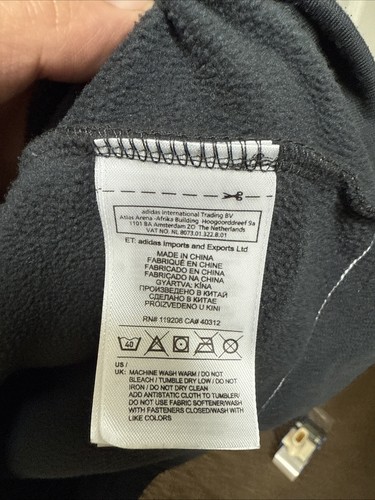 adidas International Trading BV
Atlas Arena -Afrika Building Hoogoorddreef 9a
1101 BA Amsterdam ZO The Netherlands
VAT NO. NL 8073.01.322.B.01
ET: adidas Imports and Exports Ltd
MADE IN CHINA
FABRIQUÉ EN CHINE
FABRICADO EN CHINA
FABRICADO NA CHINA
GYÁRTVA: KÍNA
ПРОИЗВЕДЕНО В КИТАЙ
СДЕЛАНО В КИТАЕ
PROIZVEDENO U KINI
RN# 119206 CA# 40312
40
US /
UK: MACHINE WASH WARM / DO NOT
BLEACH / TUMBLE DRY LOW / DO NOT
IRON / DO NOT DRY CLEAN
ADD ANTISTATIC CLOTH TO TUMBLER/
DO NOT USE FABRIC SOFTENER/WASH
WITH FASTENERS CLOSED/WASH WITH
LIKE COLORS